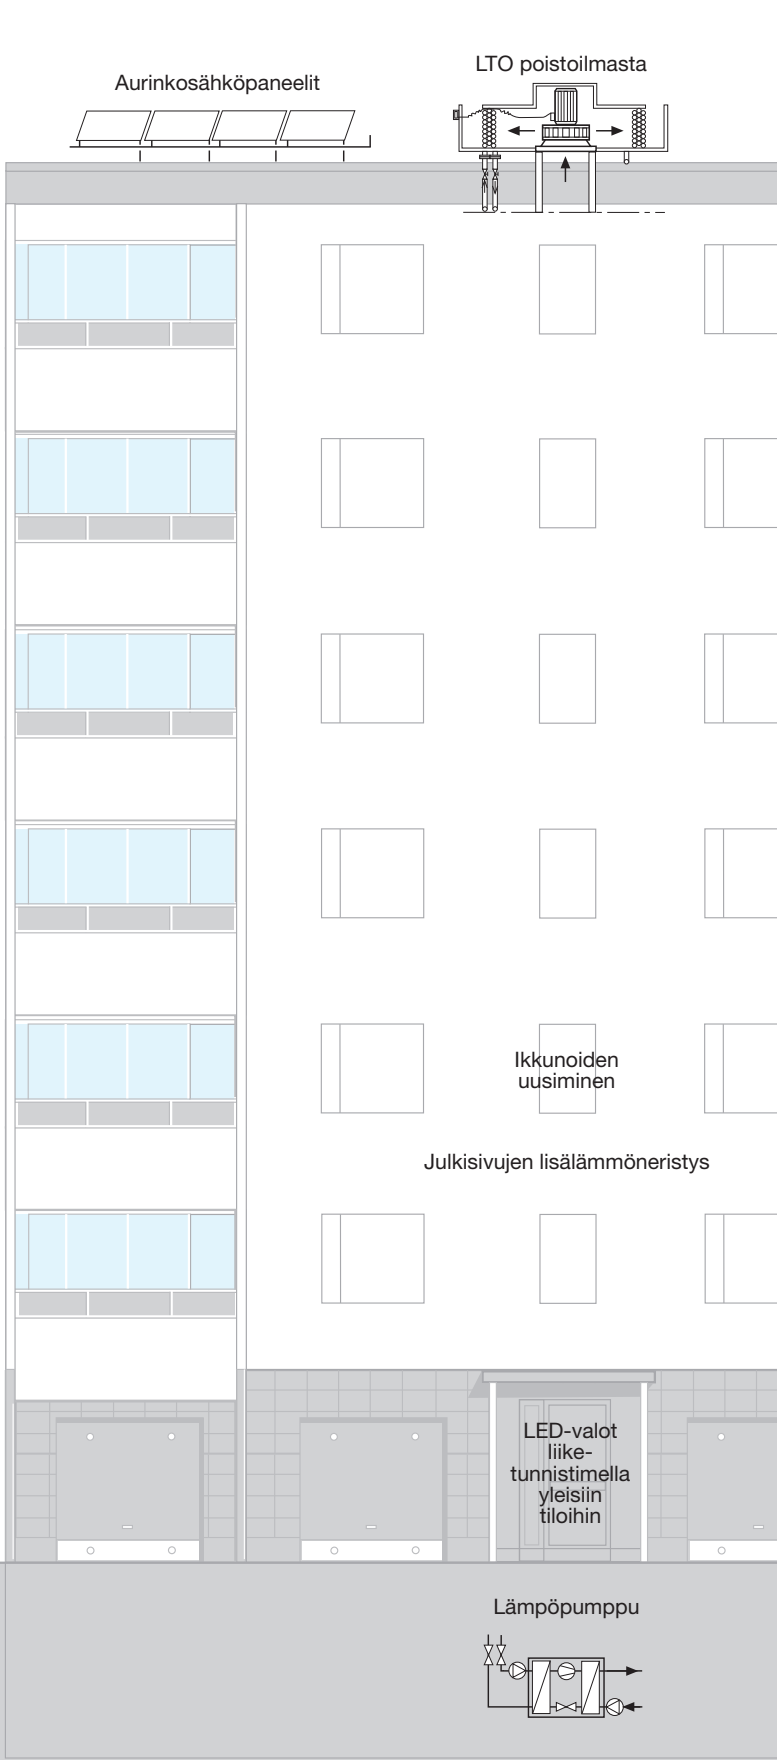 LTO poistoilmasta
Aurinkosähköpaneelit
Ikkunoiden
uusiminen
Julkisivujen lisälämmöneristys
LED-valot
liike-
tunnistimella
yleisiin
tiloihin
Lämpöpumppu